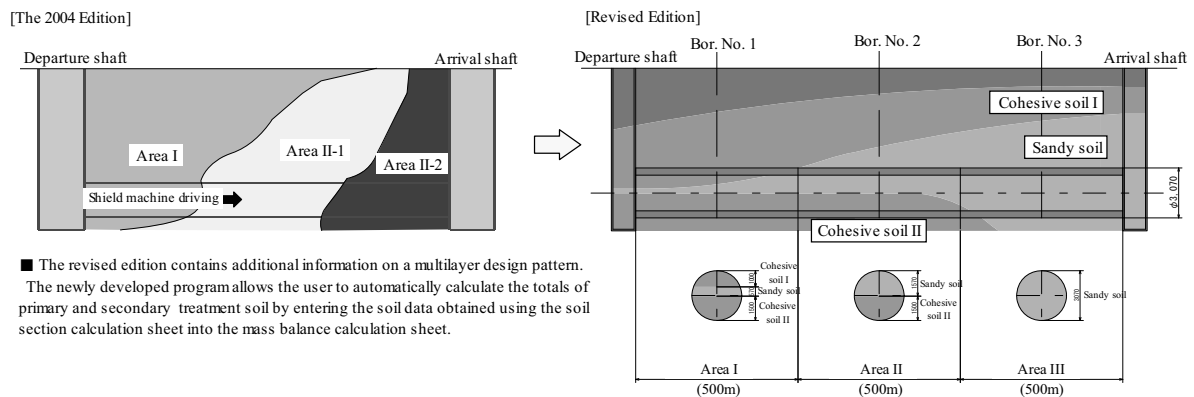 [The 2004 Edition]
Departure shaft
Arrival shaft
Area I
Area II-1
Area II-2
Shield machine driving
■ The revised edition contains additional information on a multilayer design pattern.
The newly developed program allows the user to automatically calculate the totals of
primary and secondary treatment soil by entering the soil data obtained using the soil
section calculation sheet into the mass balance calculation sheet.
[Revised Edition]
Bor. No. 1
Bor. No. 2
Bor. No. 3
Departure shaft
Arrival shaft
Cohesive soil I
Sandy soil
Cohesive soil II
φ3,070
Cohesive
soil I
1000
Sandy soil
570
Cohesive
soil II
1500
Sandy soil
1570
Cohesive
soil II
1500
Sandy soil
3070
Area I
(500m)
Area II
(500m)
Area III
(500m)